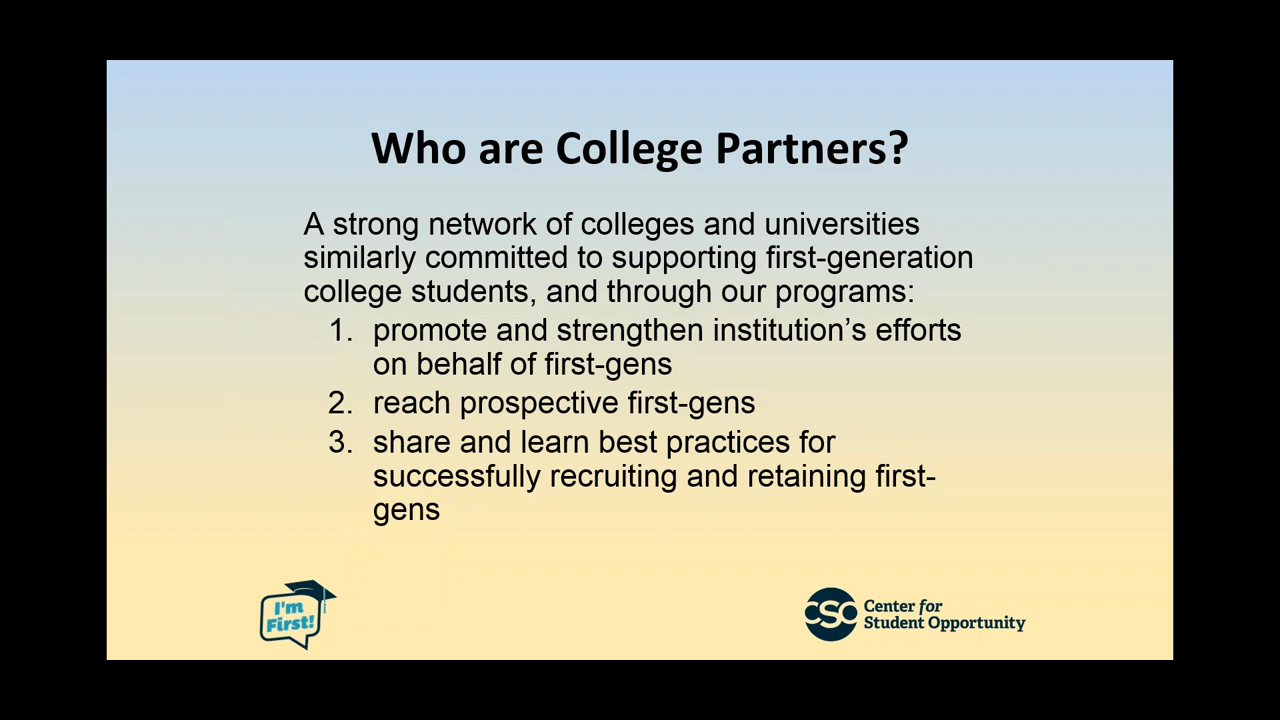 Who are College Partners?
A strong network of colleges and universities
similarly committed to supporting first-generation
college students, and through our programs:
1. promote and strengthen institution’s efforts
on behalf of first-gens
2. reach prospective first-gens
3. share and learn best practices for
successfully recruiting and retaining first-
gens
I'm
First!
CSO
Center for
Student Opportunity